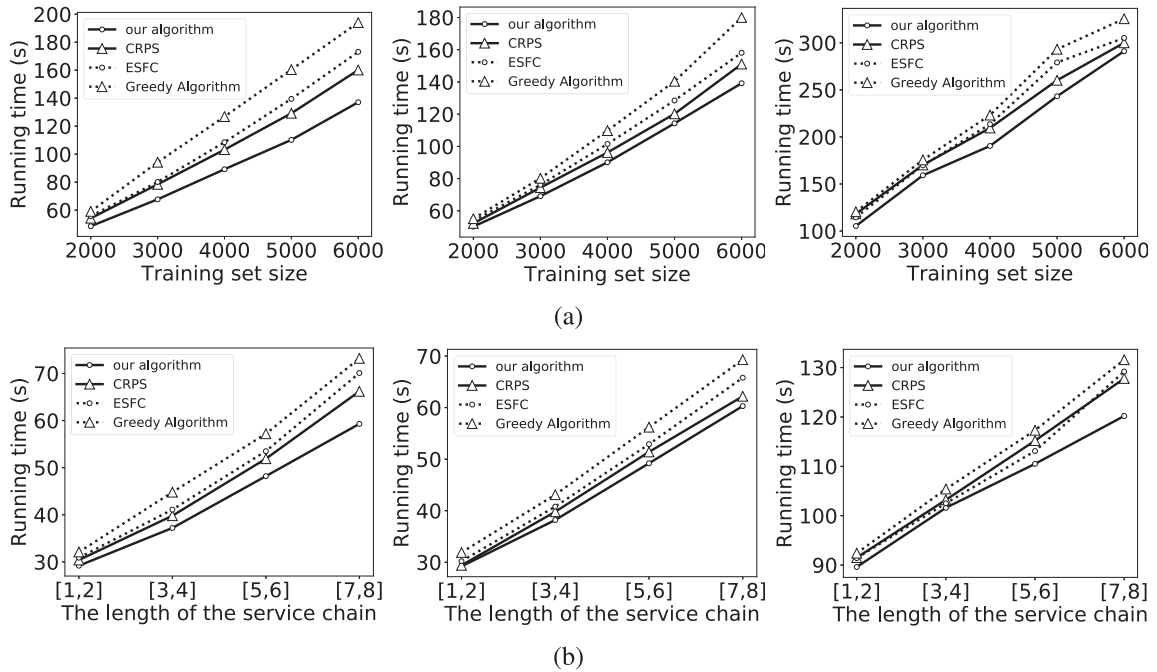 200
180
160
140
120
100
80
60
Running time (s)
our algorithm
CRPS
ESFC
Greedy Algorithm
2000 3000 4000 5000 6000
Training set size
180
160
140
120
100
80
60
Running time (s)
our algorithm
CRPS
ESFC
Greedy Algorithm
2000 3000 4000 5000 6000
Training set size
300
250
200
150
100
Running time (s)
our algorithm
CRPS
ESFC
Greedy Algorithm
2000 3000 4000 5000 6000
Training set size
(a)
70
60
50
40
30
Running time (s)
our algorithm
CRPS
ESFC
Greedy Algorithm
[1,2] [3,4] [5,6] [7,8]
The length of the service chain
70
60
50
40
30
Running time (s)
our algorithm
CRPS
ESFC
Greedy Algorithm
[1,2] [3,4] [5,6] [7,8]
The length of the service chain
130
120
110
100
90
Running time (s)
our algorithm
CRPS
ESFC
Greedy Algorithm
[1,2] [3,4] [5,6] [7,8]
The length of the service chain
(b)